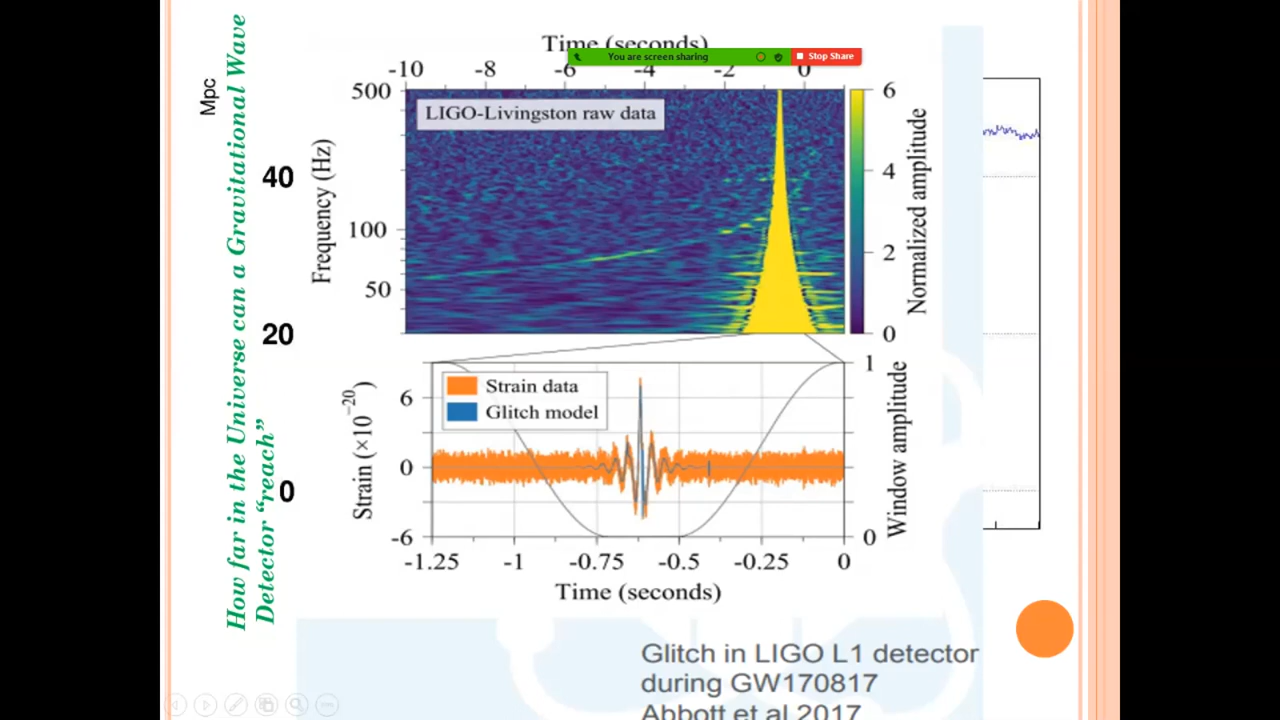 How far in the Universe can a Gravitational Wave
Detector “reach”
Mpc
40
20
0
Time (seconds)
You are screen sharing
Stop Share
-10 -8 -6 -4 -2 0
500
100
50
Frequency (Hz)
LIGO-Livingston raw data
6
4
2
0
Normalized amplitude
Strain data
Glitch model
6
0
-6
Strain (×10⁻²⁰)
1
0
Window amplitude
-1.25 -1 -0.75 -0.5 -0.25 0
Time (seconds)
Glitch in LIGO L1 detector
during GW170817
Abbott et al 2017